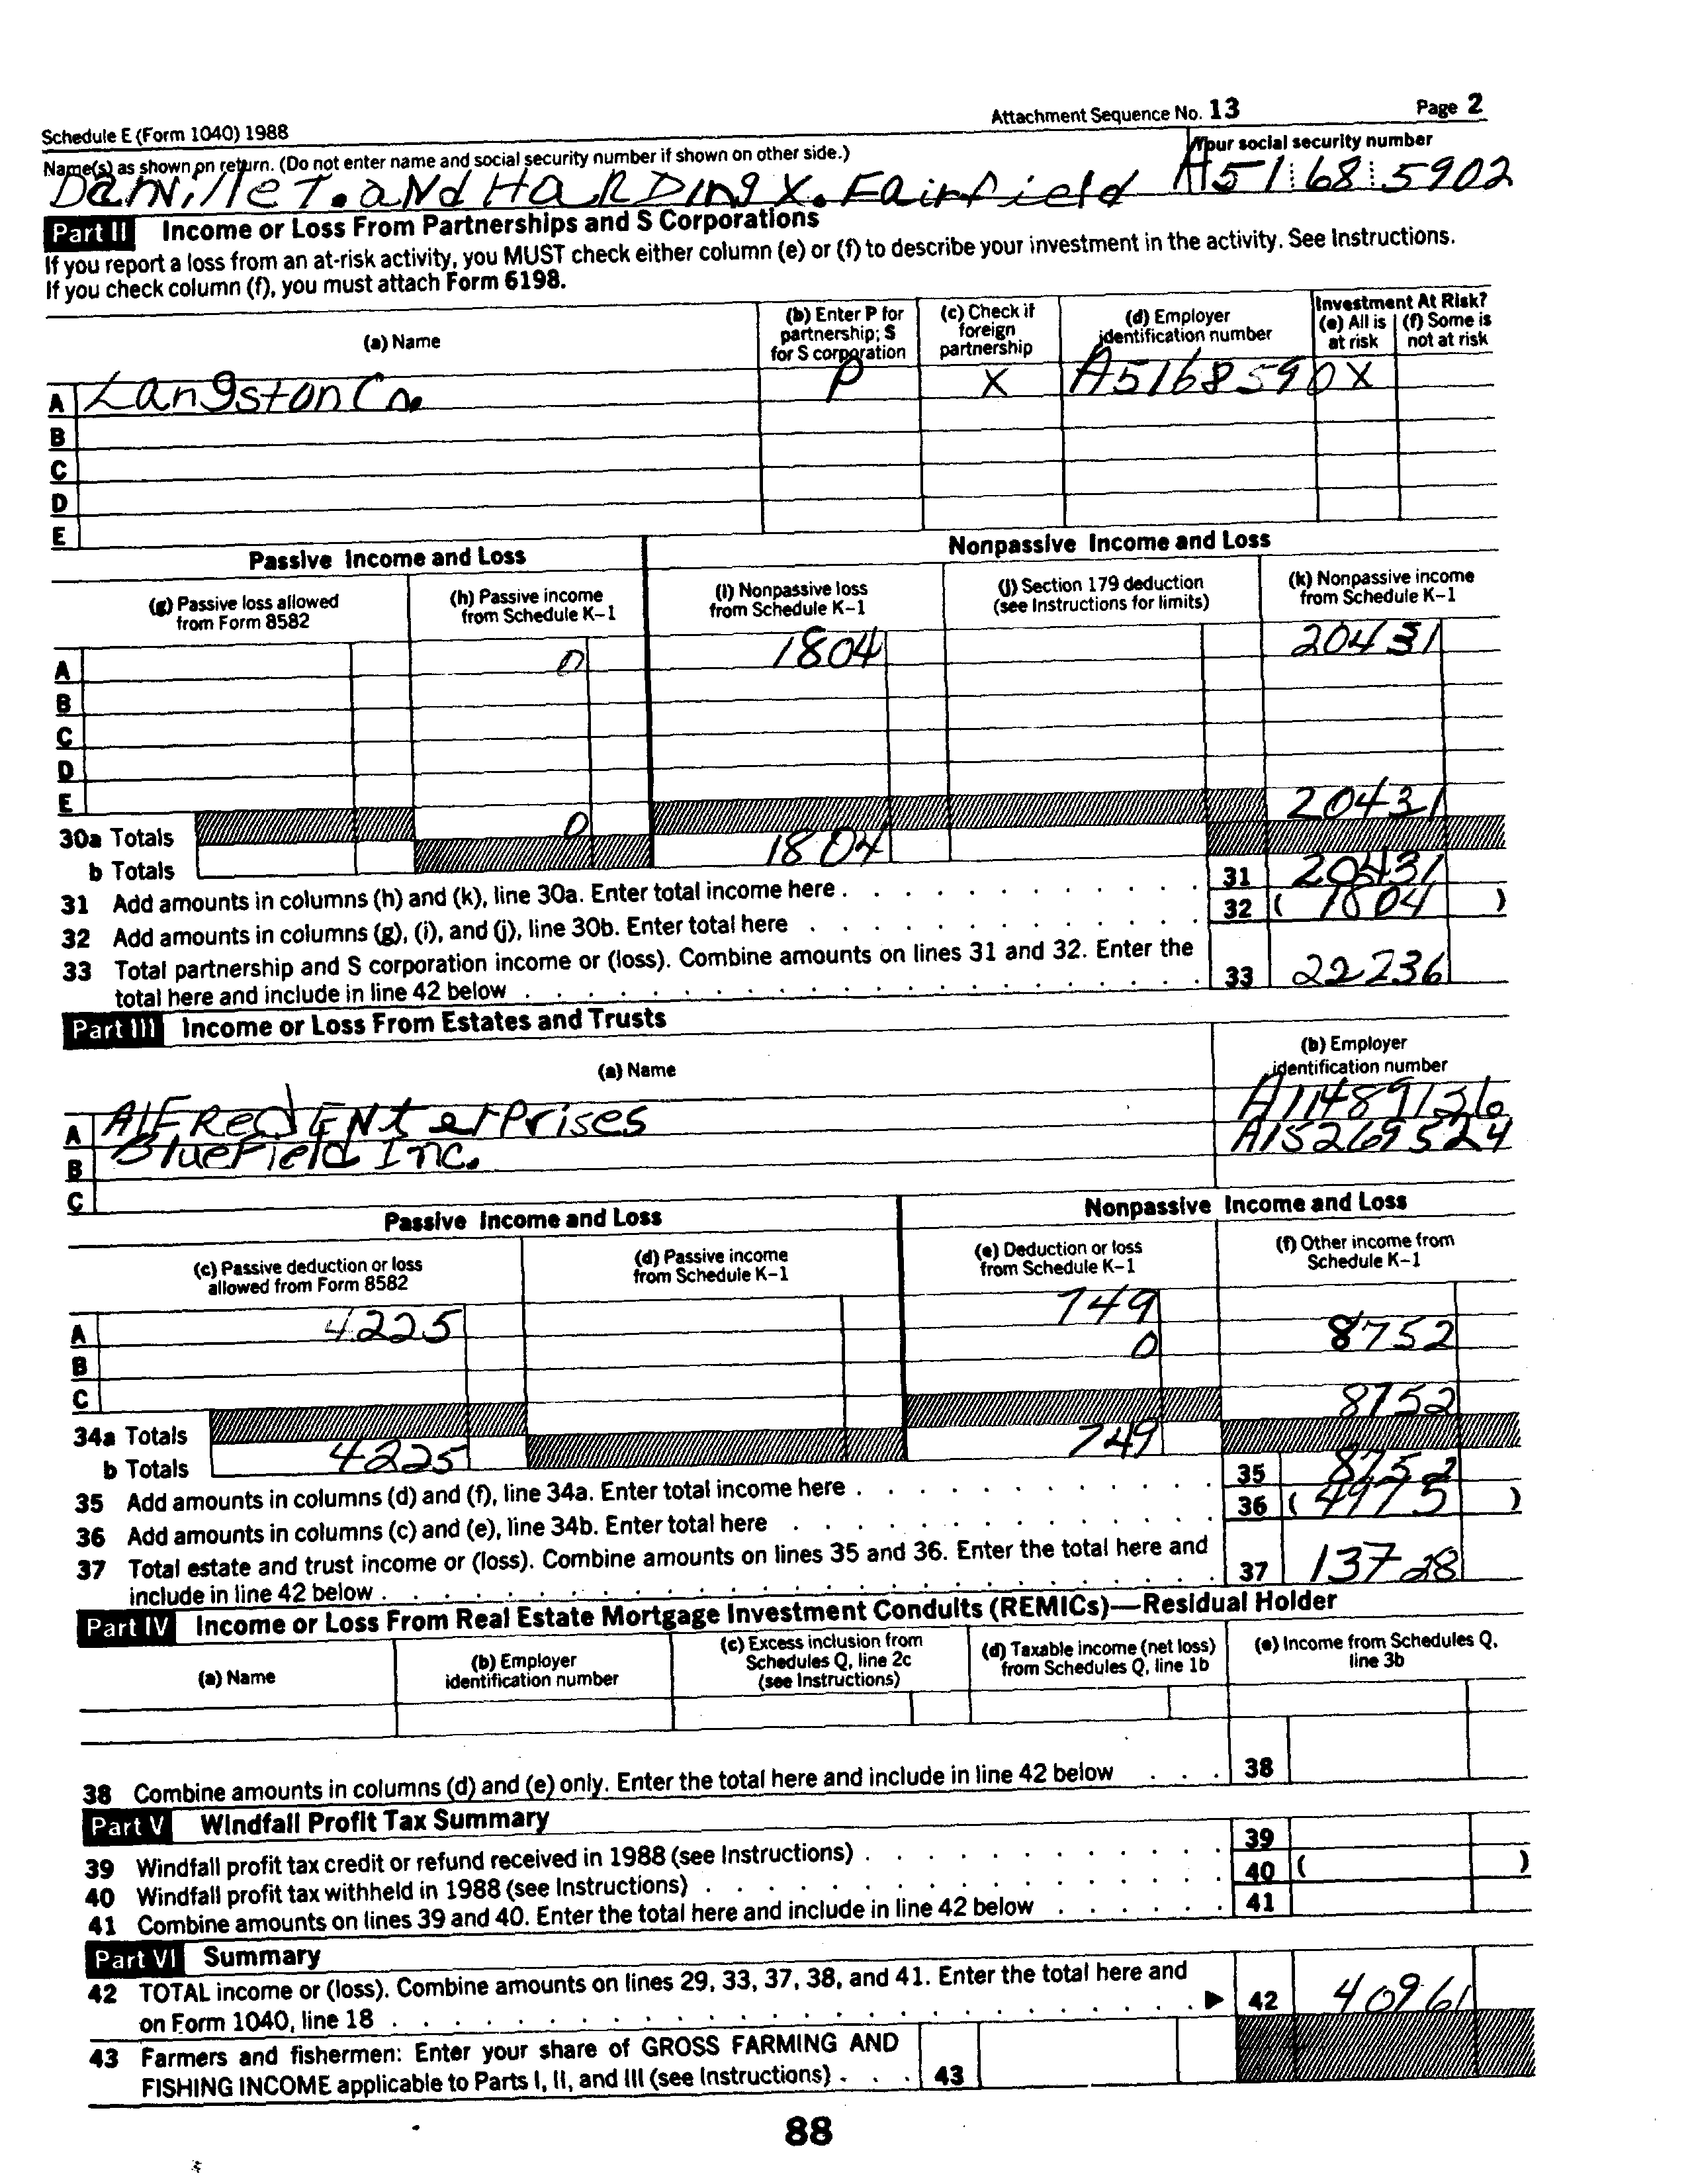 Schedule E (Form 1040) 1988 Attachment Sequence No. 13 Page 2
Name(s) as shown on return. (Do not enter name and social security number if shown on other side.) Your social security number
Danville T. and Harding X. Fairfield A51 68 5902
Part II Income or Loss From Partnerships and S Corporations
If you report a loss from an at-risk activity, you MUST check either column (e) or (f) to describe your investment in the activity. See Instructions.
If you check column (f), you must attach Form 6198.
(a) Name (b) Enter P for partnership; S for S corporation (c) Check if foreign partnership (d) Employer identification number Investment At Risk? (e) All is at risk (f) Some is not at risk
A Langston Co. P X A5168590 X
B
C
D
E
Passive Income and Loss Nonpassive Income and Loss
(g) Passive loss allowed from Form 8582 (h) Passive income from Schedule K-1 (i) Nonpassive loss from Schedule K-1 (j) Section 179 deduction (see Instructions for limits) (k) Nonpassive income from Schedule K-1
A 0 1804 20431
B
C
D
E
30a Totals 0 20431
b Totals 1804
31 Add amounts in columns (h) and (k), line 30a. Enter total income here . 31 20431
32 Add amounts in columns (g), (i), and (j), line 30b. Enter total here 32 ( 1804 )
33 Total partnership and S corporation income or (loss). Combine amounts on lines 31 and 32. Enter the
total here and include in line 42 below 33 22236
Part III Income or Loss From Estates and Trusts
(a) Name (b) Employer identification number
A Alfred Enterprises A11489126
B Bluefield Inc. A15269524
C
Passive Income and Loss Nonpassive Income and Loss
(c) Passive deduction or loss allowed from Form 8582 (d) Passive income from Schedule K-1 (e) Deduction or loss from Schedule K-1 (f) Other income from Schedule K-1
A 4225 749 8752
B 0
C
34a Totals 8752
b Totals 4225 749
35 Add amounts in columns (d) and (f), line 34a. Enter total income here . 35 8752
36 Add amounts in columns (c) and (e), line 34b. Enter total here 36 ( 4975 )
37 Total estate and trust income or (loss). Combine amounts on lines 35 and 36. Enter the total here and
include in line 42 below . 37 13728
Part IV Income or Loss From Real Estate Mortgage Investment Conduits (REMICs)—Residual Holder
(a) Name (b) Employer identification number (c) Excess inclusion from Schedules Q, line 2c (see Instructions) (d) Taxable income (net loss) from Schedules Q, line 1b (e) Income from Schedules Q, line 3b
38 Combine amounts in columns (d) and (e) only. Enter the total here and include in line 42 below 38
Part V Windfall Profit Tax Summary
39 Windfall profit tax credit or refund received in 1988 (see Instructions) . 39
40 Windfall profit tax withheld in 1988 (see Instructions) . 40 ( )
41 Combine amounts on lines 39 and 40. Enter the total here and include in line 42 below 41
Part VI Summary
42 TOTAL income or (loss). Combine amounts on lines 29, 33, 37, 38, and 41. Enter the total here and
on Form 1040, line 18 ▶ 42 40961
43 Farmers and fishermen: Enter your share of GROSS FARMING AND
FISHING INCOME applicable to Parts I, II, and III (see Instructions) . 43
88